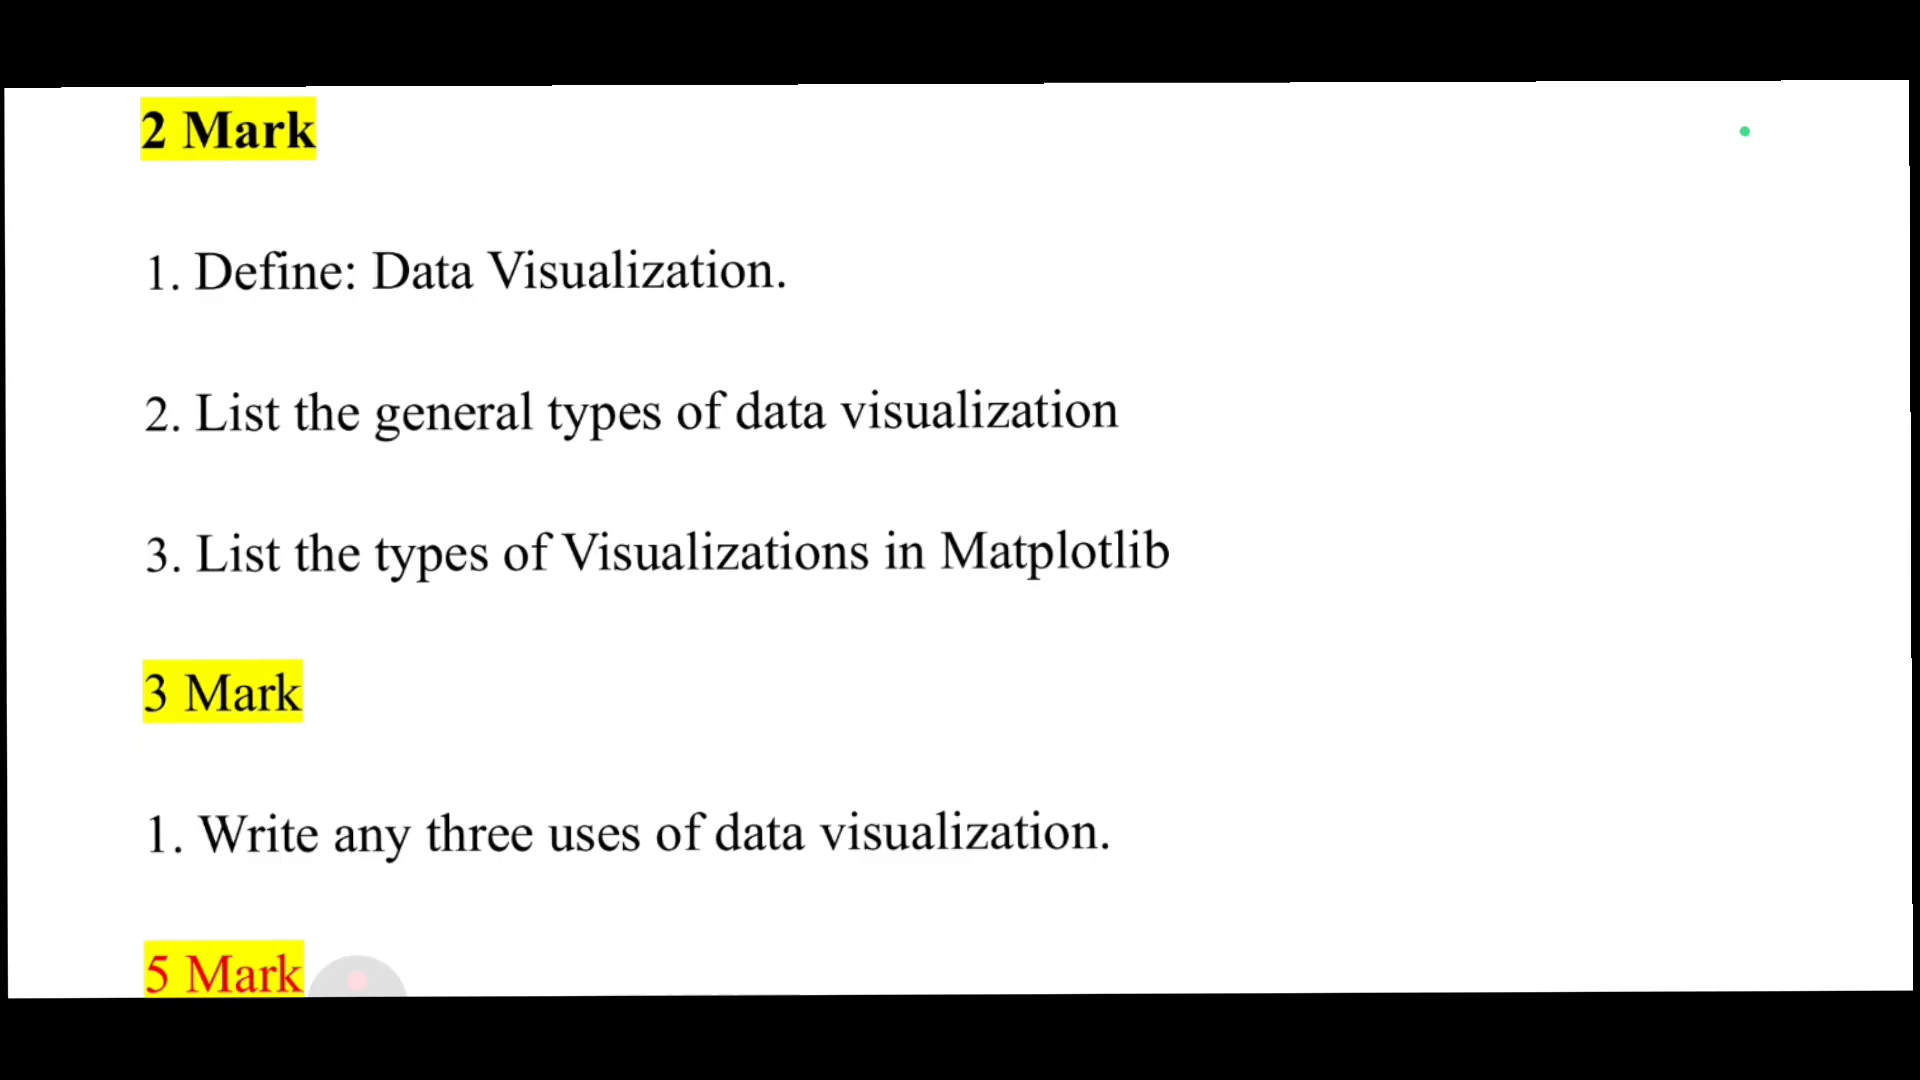 2 Mark
1. Define: Data Visualization.
2. List the general types of data visualization
3. List the types of Visualizations in Matplotlib
3 Mark
1. Write any three uses of data visualization.
5 Mark